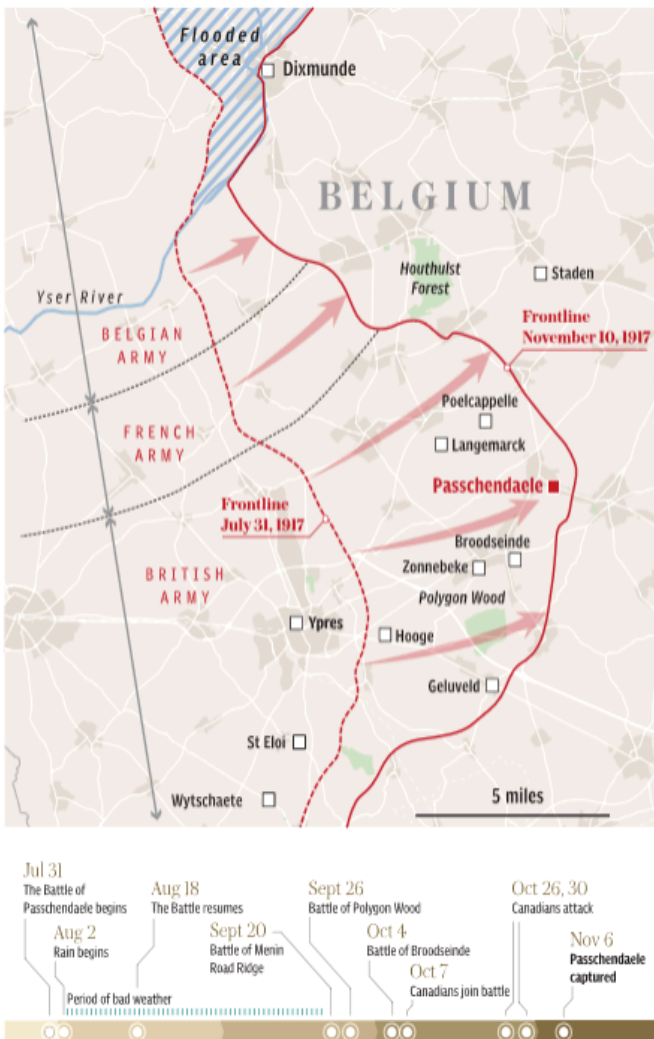 Flooded
area
Dixmunde
BELGIUM
Houthulst
Forest
Staden
Yser River
Frontline
November 10, 1917
BELGIAN
ARMY
Poelcappelle
FRENCH
ARMY
Langemarck
Passchendaele
Frontline
July 31, 1917
Broodseinde
Zonnebeke
BRITISH
ARMY
Polygon Wood
Ypres
Hooge
Geluveld
St Eloi
Wytschaete
5 miles
Jul 31
The Battle of
Passchendaele begins
Aug 2
Rain begins
Aug 18
The Battle resumes
Period of bad weather
Sept 20
Battle of Menin
Road Ridge
Sept 26
Battle of Polygon Wood
Oct 4
Battle of Broodseinde
Oct 7
Canadians join battle
Oct 26, 30
Canadians attack
Nov 6
Passchendaele
captured